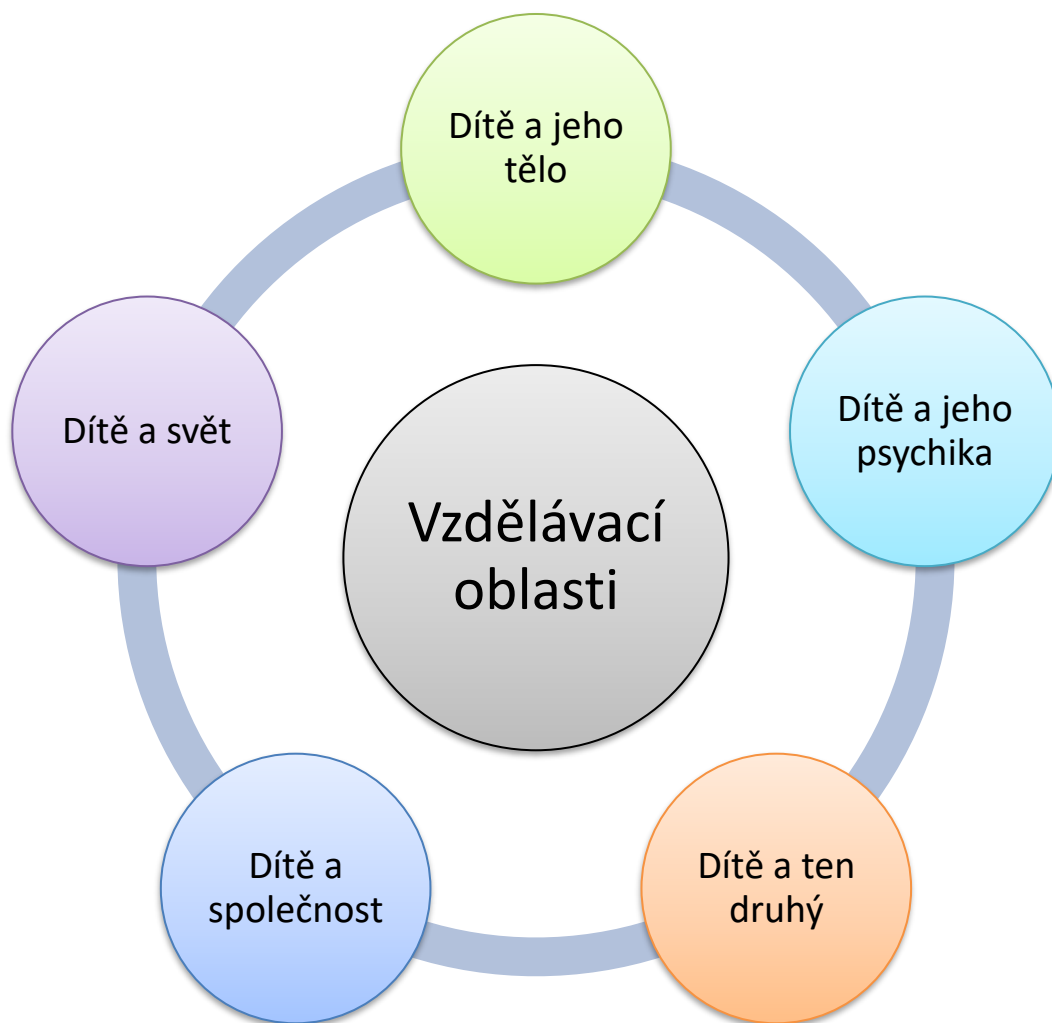 Dítě a jeho
tělo
Dítě a svět
Dítě a jeho
psychika
Vzdělávací
oblasti
Dítě a
společnost
Dítě a ten
druhý